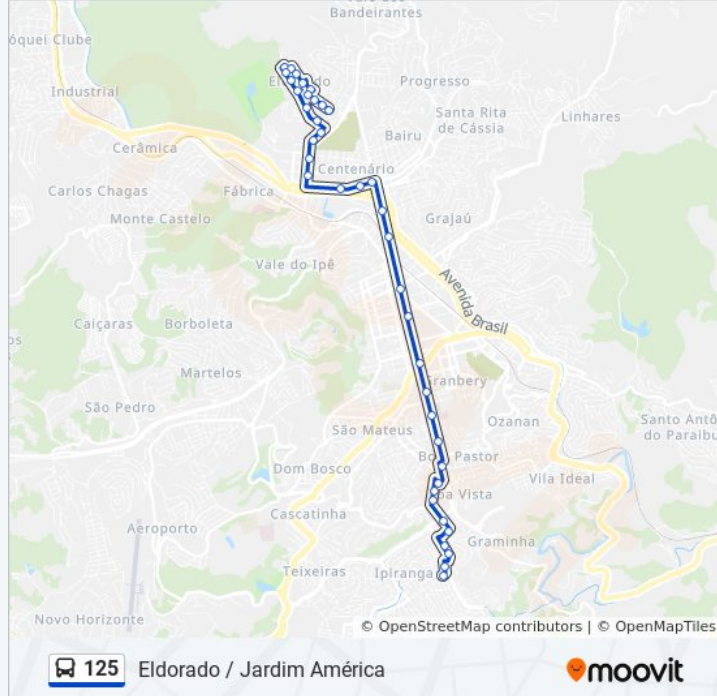 Bandeirantes
óquei Clube
Eldorado
Progresso
Industrial
Santa Rita
de Cássia
Linhares
Bairu
Cerâmica
Centenário
Carlos Chagas
Fábrica
Monte Castelo
Grajaú
Vale do Ipê
Avenida Brasil
Caiçaras
Borboleta
Martelos
Granbery
São Pedro
Ozanan
Santo Antô
do Paraibu
São Mateus
Bom Pastor
Dom Bosco
Vila Ideal
Boa Vista
Cascatinha
Aeroporto
Graminha
Teixeiras
Ipiranga
Novo Horizonte
© OpenStreetMap contributors | © OpenMapTiles
125 Eldorado / Jardim América
moovit